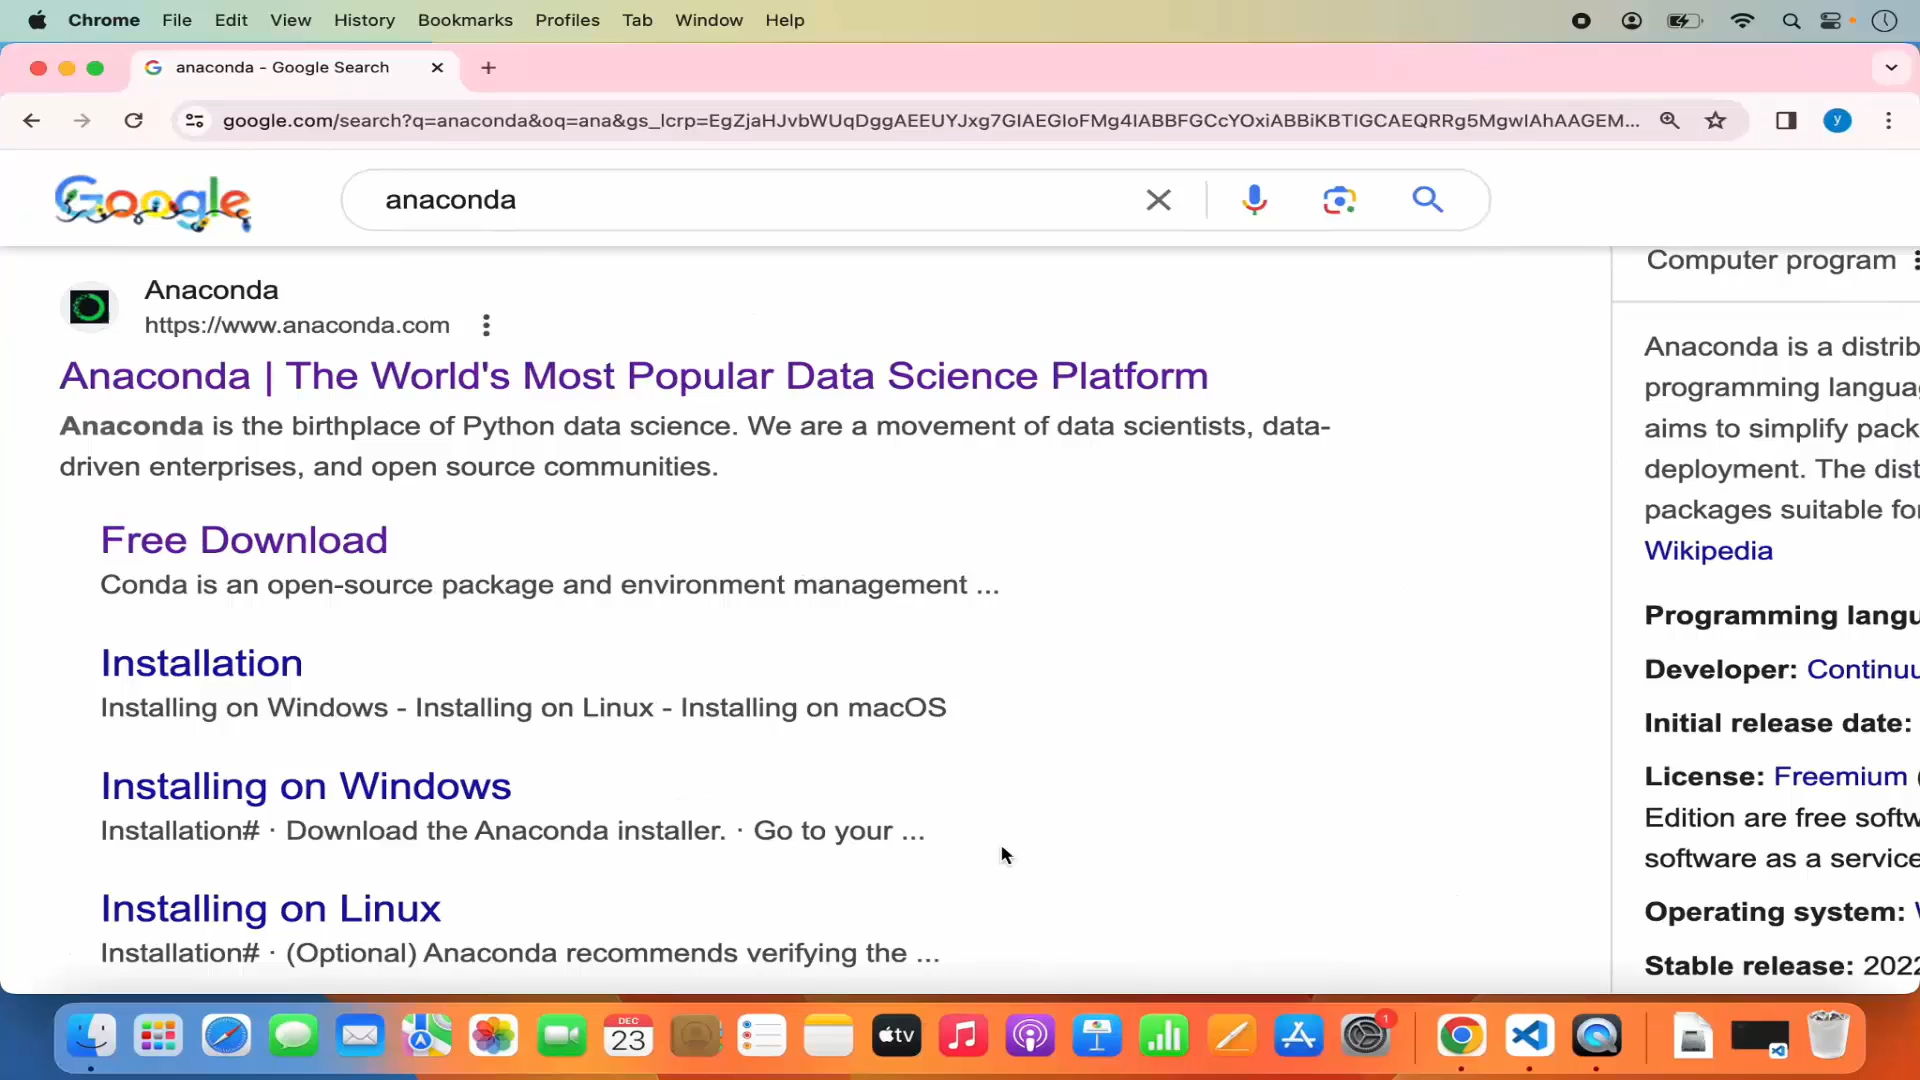 Chrome File Edit View History Bookmarks Profiles Tab Window Help
anaconda - Google Search
google.com/search?q=anaconda&oq=ana&gs_lcrp=
Google
anaconda
Computer program
Anaconda
https://www.anaconda.com
Anaconda | The World's Most Popular Data Science Platform
Anaconda is the birthplace of Python data science. We are a movement of data scientists, data-
driven enterprises, and open source communities.
Free Download
Conda is an open-source package and environment management ...
Installation
Installing on Windows - Installing on Linux - Installing on macOS
Installing on Windows
Installation# · Download the Anaconda installer. · Go to your ...
Installing on Linux
Installation# · (Optional) Anaconda recommends verifying the ...
Anaconda is a distrib
programming languag
aims to simplify pack
deployment. The dist
packages suitable for
Wikipedia
Programming langu
Developer: Continuu
Initial release date:
License: Freemium (
Edition are free softw
software as a service
Operating system: W
Stable release: 2022
y
DEC
23
tv
1